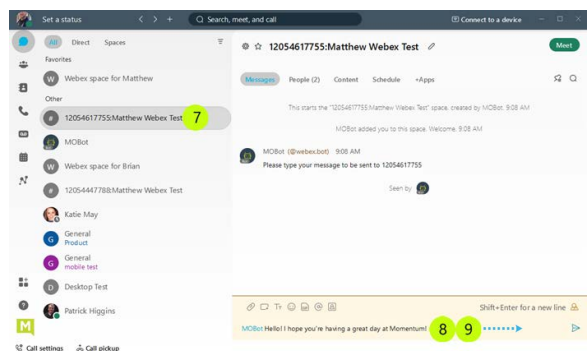 Set a status
Search, meet, and call
Connect to a device
All Direct Spaces
Favorites
W Webex space for Matthew
Other
# 12054617755:Matthew Webex Test 7
MOBot
W Webex space for Brian
# 1205444778&Matthew Webex Test
Katie May
G General
Product
G General
mobile test
D Desktop Test
Patrick Higgins
M
Call settings Call pickup
12054617755:Matthew Webex Test
Meet
Messages People (2) Content Schedule +Apps
This starts the "12054617755:Matthew Webex Test" space, created by MOBot. 9:08 AM
MOBot added you to this space. Welcome. 9:08 AM
MOBot (@webex.bot) 9:08 AM
Please type your message to be sent to 12054617755
Seen by
Shift+Enter for a new line
MOBot Hello! I hope you're having a great day at Momentum! 8 9